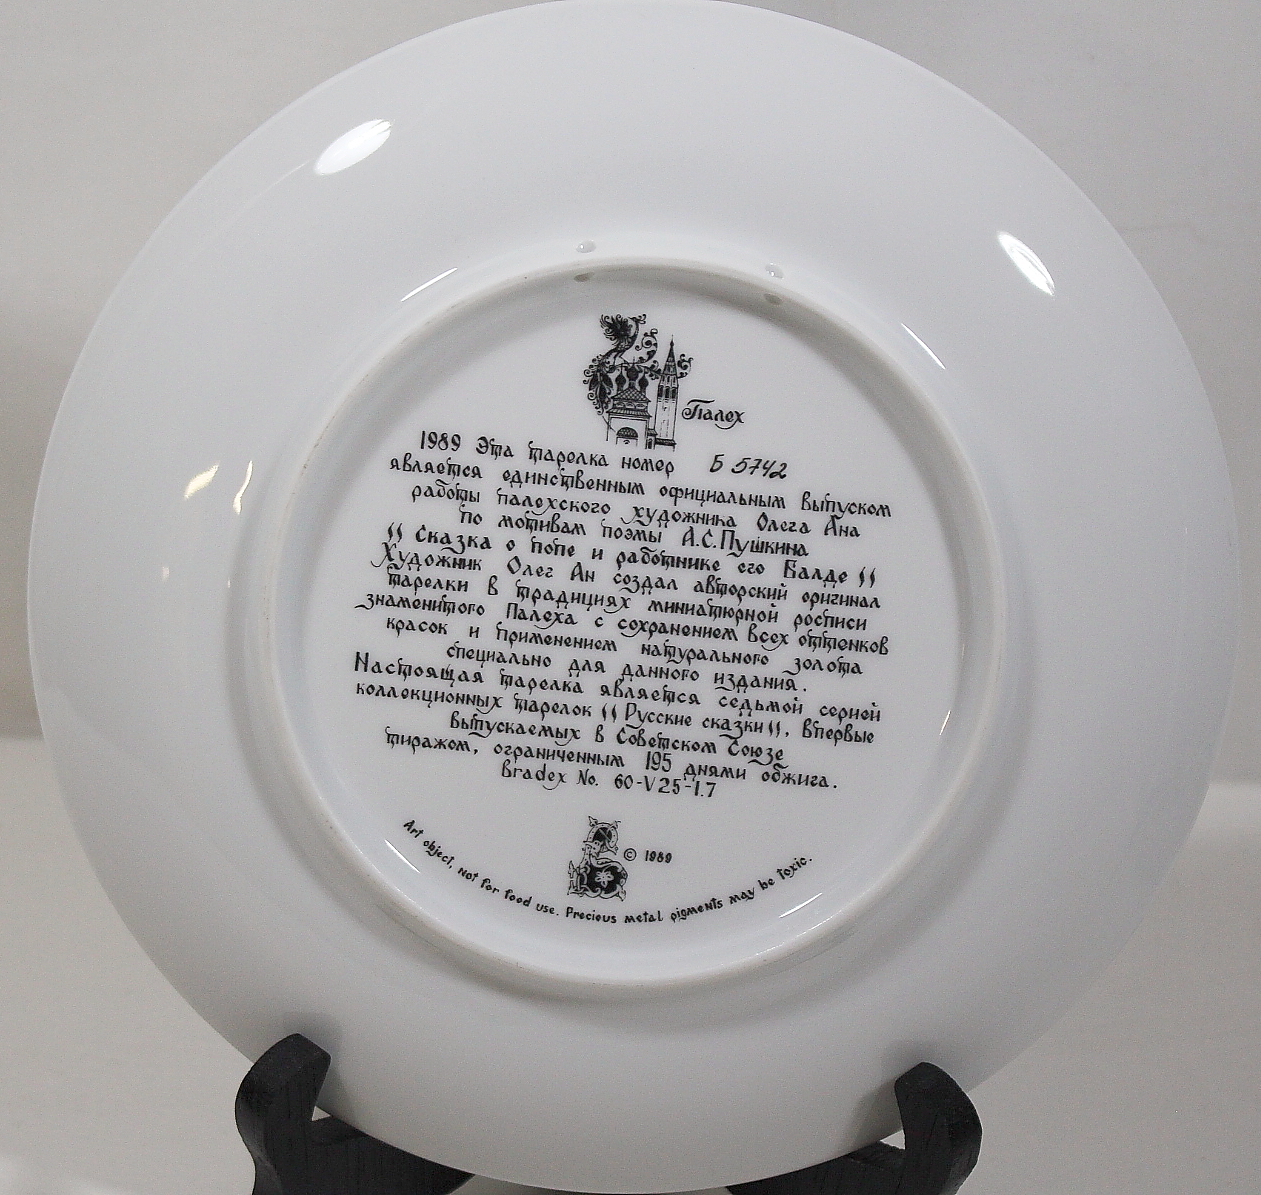 Палех
1989 Эта тарелка номер Б 5742
является единственным официальным выпуском
работы палехского художника Олега Ана
по мотивам поэмы А.С.Пушкина
"Сказка о попе и работнике его Балде"
Художник Олег Ан создал авторский оригинал
тарелки в традициях миниатюрной росписи
знаменитого Палеха с сохранением всех оттенков
красок и применением натурального золота
специально для данного издания.
Настоящая тарелка является седьмой серией
коллекционных тарелок "Русские сказки", впервые
выпускаемых в Советском Союзе
тиражом, ограниченным 195 днями обжига.
Bradex No. 60-V25-1.7
© 1989
Art object, not for food use. Precious metal pigments may be toxic.